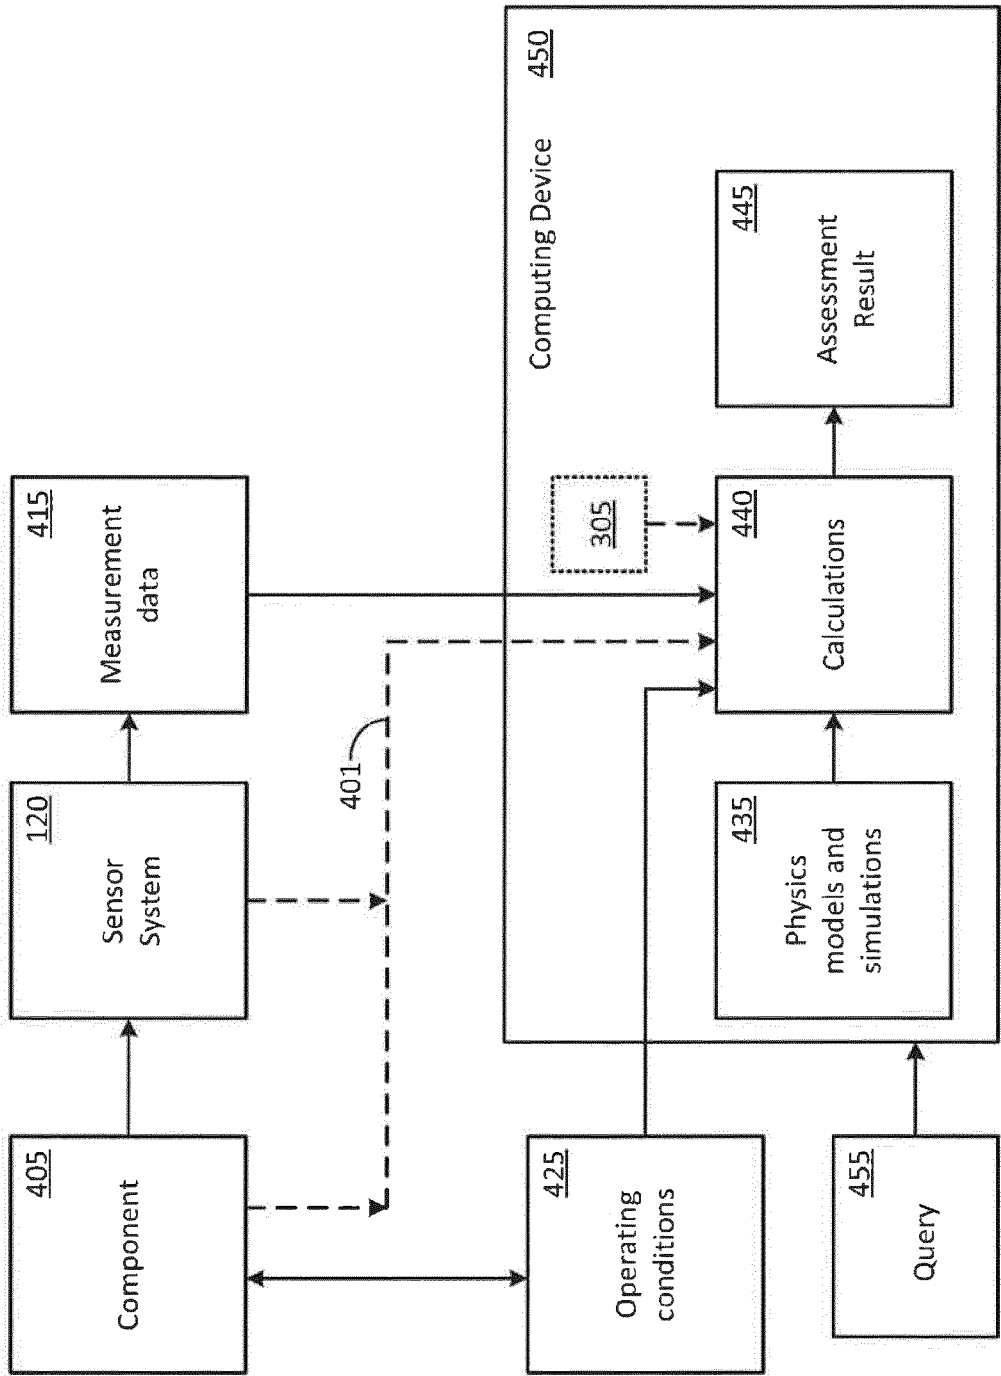 405
Component
120
Sensor
System
415
Measurement
data
401
425
Operating
conditions
455
Query
450
Computing Device
305
435
Physics
models and
simulations
440
Calculations
445
Assessment
Result